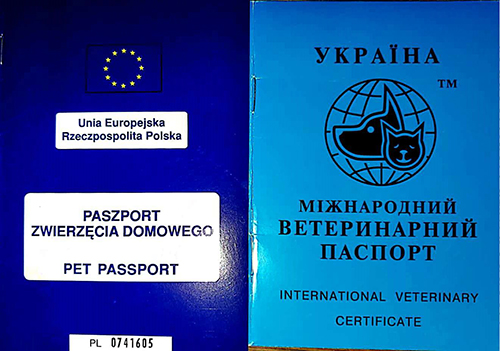 Unia Europejska
Rzeczpospolita Polska
PASZPORT
ZWIERZĘCIA DOMOWEGO
PET PASSPORT
PL 0741605
УКРАЇНА
TM
МІЖНАРОДНИЙ
ВЕТЕРИНАРНИЙ
ПАСПОРТ
INTERNATIONAL VETERINARY
CERTIFICATE